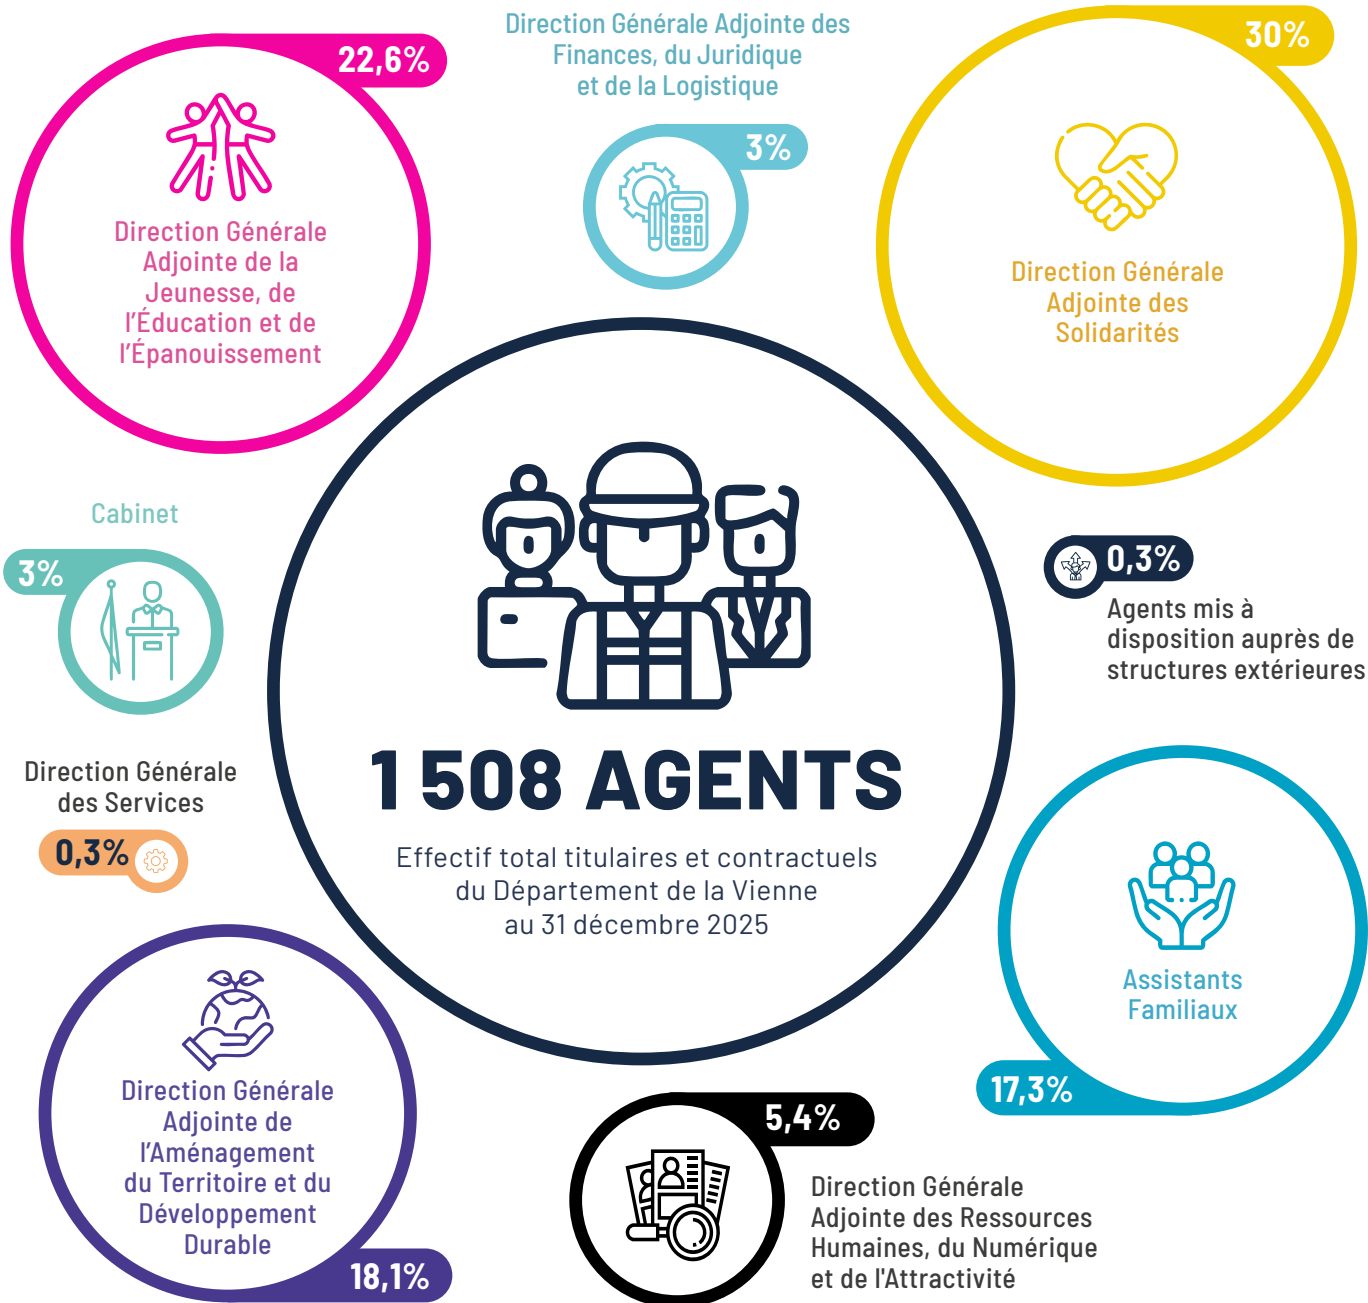 22,6%
Direction Générale
Adjointe de la
Jeunesse, de
l'Éducation et de
l'Épanouissement
Direction Générale Adjointe des
Finances, du Juridique
et de la Logistique
3%
30%
Direction Générale
Adjointe des
Solidarités
Cabinet
3%
0,3%
Agents mis à
disposition auprès de
structures extérieures
1 508 AGENTS
Effectif total titulaires et contractuels
du Département de la Vienne
au 31 décembre 2025
Direction Générale
des Services
0,3%
Assistants
Familiaux
17,3%
Direction Générale
Adjointe de
l'Aménagement
du Territoire et du
Développement
Durable
18,1%
5,4%
Direction Générale
Adjointe des Ressources
Humaines, du Numérique
et de l'Attractivité